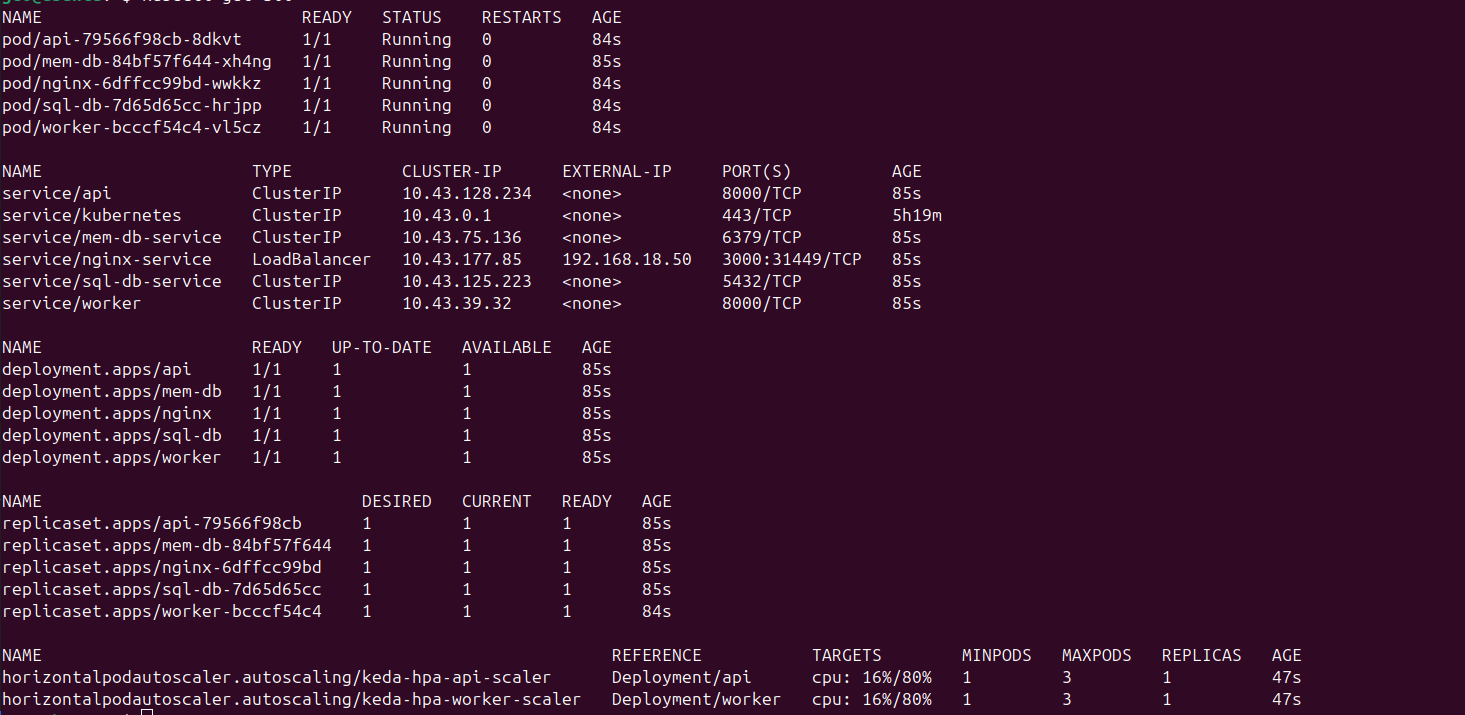 NAME READY STATUS RESTARTS AGE
pod/api-79566f98cb-8dkvt 1/1 Running 0 84s
pod/mem-db-84bf57f644-xh4ng 1/1 Running 0 85s
pod/nginx-6dffcc99bd-wwkkz 1/1 Running 0 84s
pod/sql-db-7d65d65cc-hrjpp 1/1 Running 0 84s
pod/worker-bcccf54c4-vl5cz 1/1 Running 0 84s
NAME TYPE CLUSTER-IP EXTERNAL-IP PORT(S) AGE
service/api ClusterIP 10.43.128.234 <none> 8000/TCP 85s
service/kubernetes ClusterIP 10.43.0.1 <none> 443/TCP 5h19m
service/mem-db-service ClusterIP 10.43.75.136 <none> 6379/TCP 85s
service/nginx-service LoadBalancer 10.43.177.85 192.168.18.50 3000:31449/TCP 85s
service/sql-db-service ClusterIP 10.43.125.223 <none> 5432/TCP 85s
service/worker ClusterIP 10.43.39.32 <none> 8000/TCP 85s
NAME READY UP-TO-DATE AVAILABLE AGE
deployment.apps/api 1/1 1 1 85s
deployment.apps/mem-db 1/1 1 1 85s
deployment.apps/nginx 1/1 1 1 85s
deployment.apps/sql-db 1/1 1 1 85s
deployment.apps/worker 1/1 1 1 85s
NAME DESIRED CURRENT READY AGE
replicaset.apps/api-79566f98cb 1 1 1 85s
replicaset.apps/mem-db-84bf57f644 1 1 1 85s
replicaset.apps/nginx-6dffcc99bd 1 1 1 85s
replicaset.apps/sql-db-7d65d65cc 1 1 1 85s
replicaset.apps/worker-bcccf54c4 1 1 1 84s
NAME REFERENCE TARGETS MINPODS MAXPODS REPLICAS AGE
horizontalpodautoscaler.autoscaling/keda-hpa-api-scaler Deployment/api cpu: 16%/80% 1 3 1 47s
horizontalpodautoscaler.autoscaling/keda-hpa-worker-scaler Deployment/worker cpu: 16%/80% 1 3 1 47s